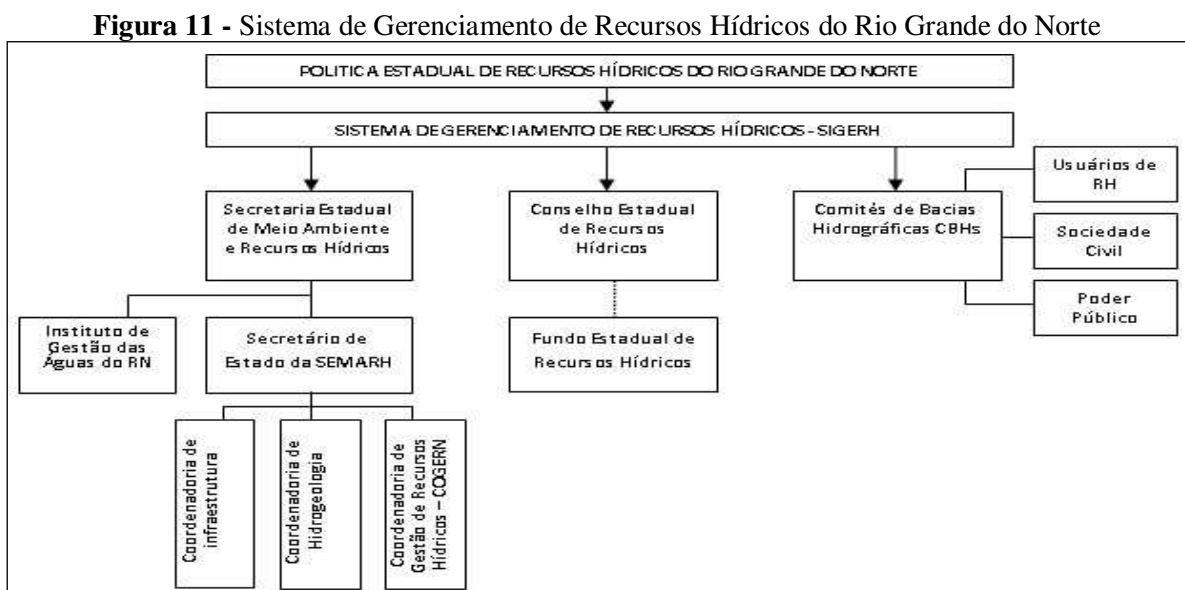 Figura 11 - Sistema de Gerenciamento de Recursos Hídricos do Rio Grande do Norte
POLITICA ESTADUAL DE RECURSOS HÍDRICOS DO RIO GRANDE DO NORTE
SISTEMA DE GERENCIAMENTO DE RECURSOS HÍDRICOS - SIGERH
Secretaria Estadual
de Meio Ambiente
e Recursos Hídricos
Conselho Estadual
de Recursos
Hídricos
Comitês de Bacias
Hidrográficas CBHs
Usuários de
RH
Sociedade
Civil
Poder
Público
Instituto de
Gestão das
Águas do RN
Secretário de
Estado da SEMARH
Fundo Estadual de
Recursos Hídricos
Coordenadoria de
infraestrutura
Coordenadoria de
Hidrogeologia
Coordenadoria de
Gestão de Recursos
Hídricos – COGERN